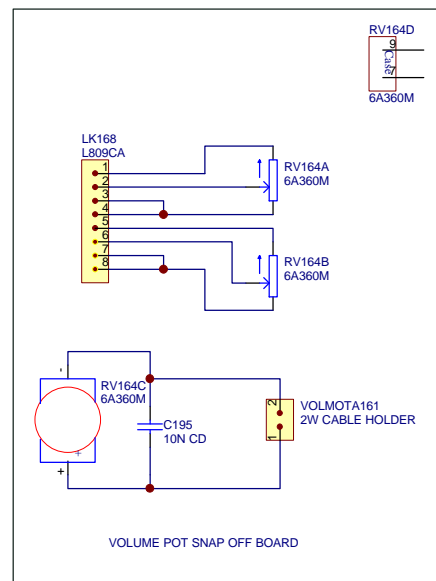 RV164D
9
Case
7
6A360M
LK168
L809CA
1
2
3
4
5
6
7
8
RV164A
6A360M
RV164B
6A360M
-
RV164C
6A360M
+
+
C195
10N CD
2
1
VOLMOTA161
2W CABLE HOLDER
VOLUME POT SNAP OFF BOARD